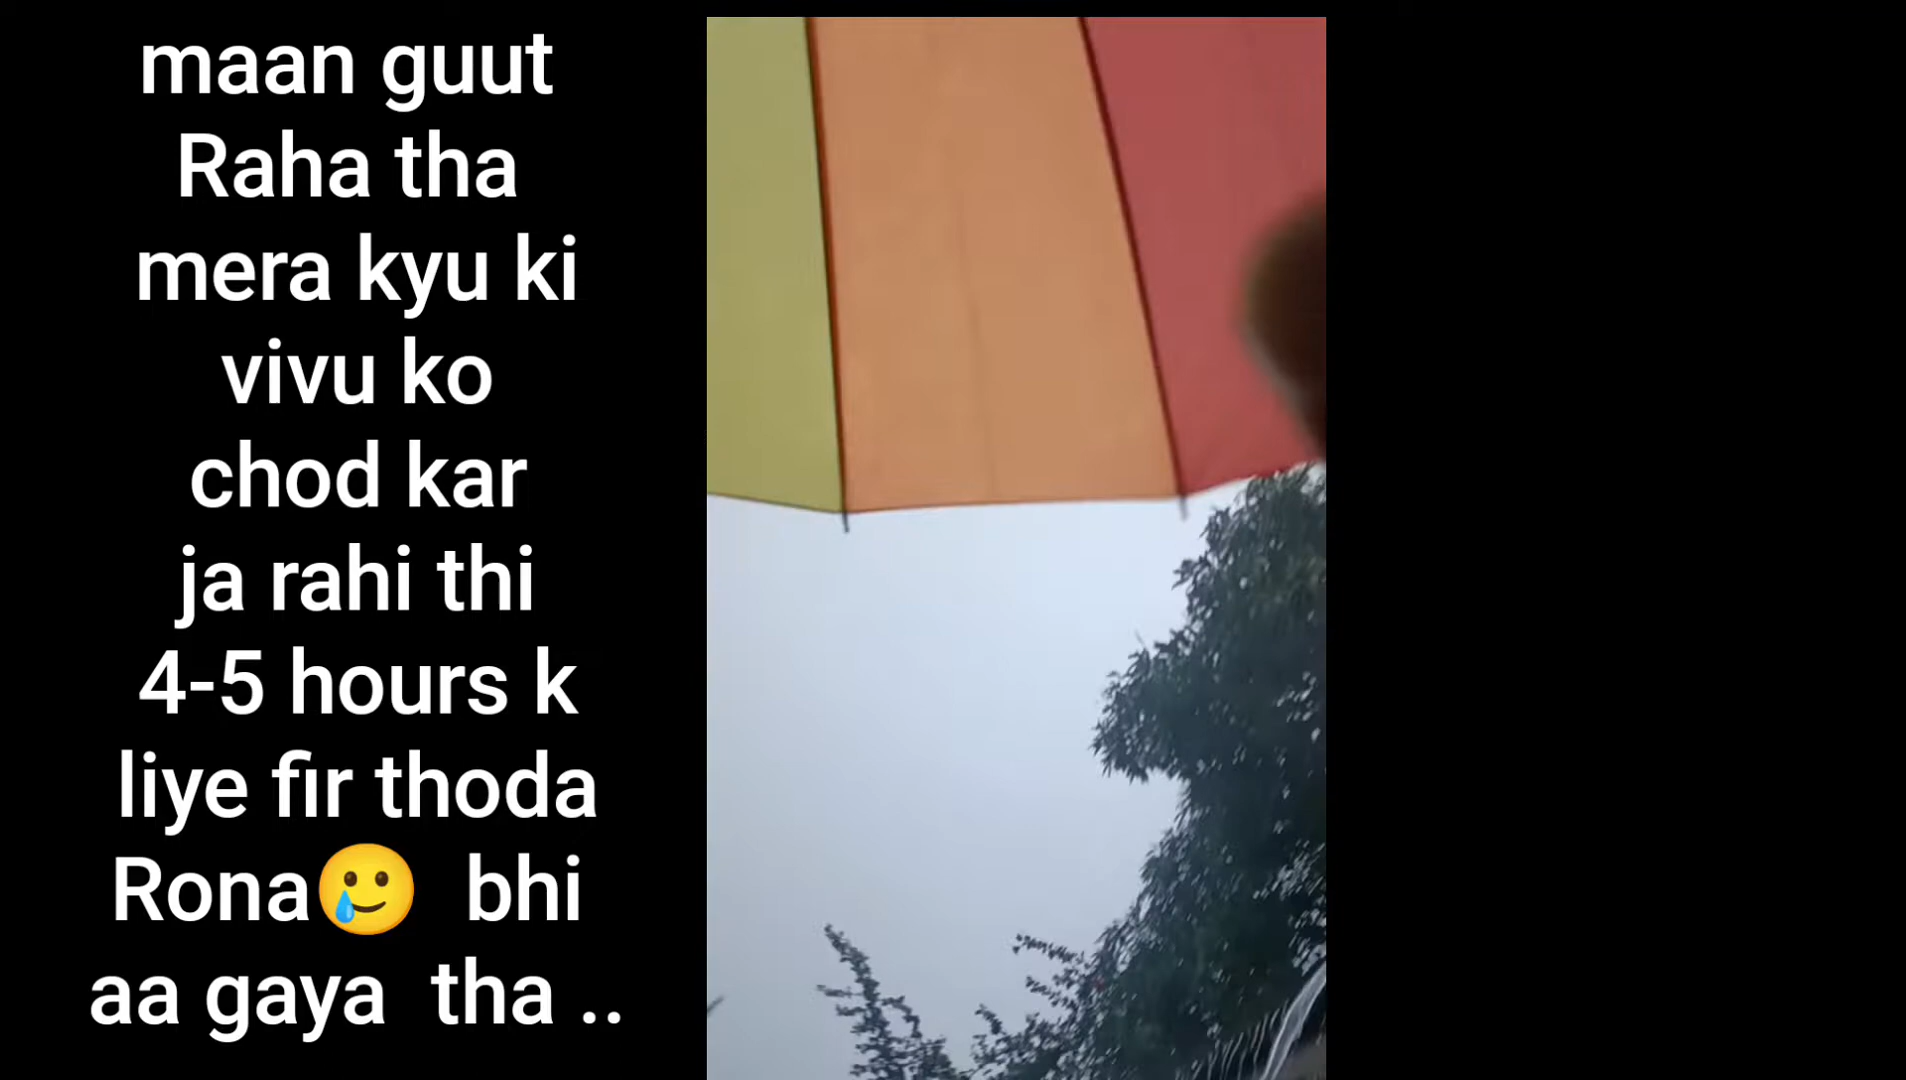 maan guut
Raha tha
mera kyu ki
vivu ko
chod kar
ja rahi thi
4-5 hours k
liye fir thoda
Rona🥲 bhi
aa gaya tha ..